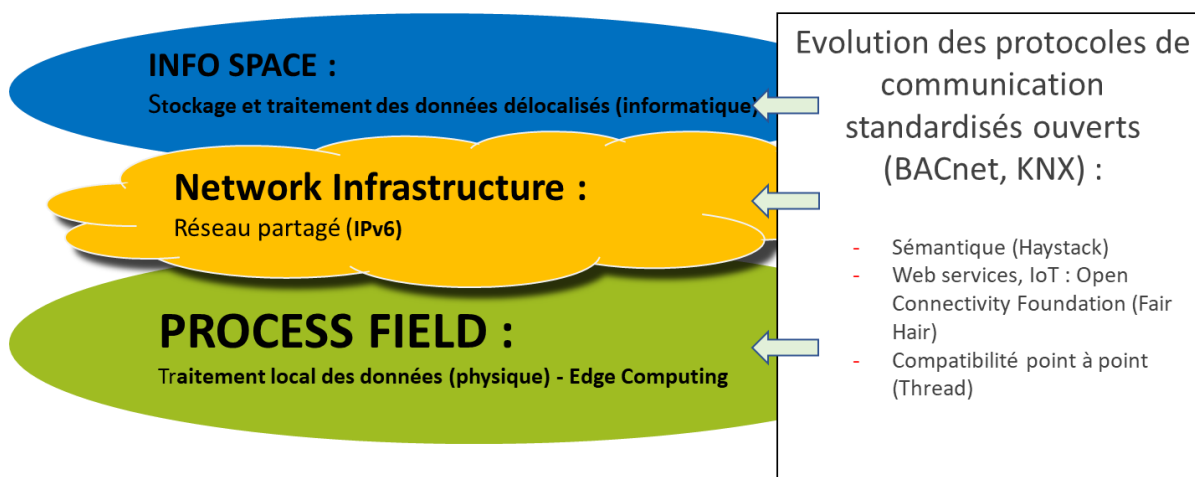 INFO SPACE :
Stockage et traitement des données délocalisés (informatique)
Network Infrastructure :
Réseau partagé (IPv6)
PROCESS FIELD :
Traitement local des données (physique) - Edge Computing
Evolution des protocoles de
communication
standardisés ouverts
(BACnet, KNX) :
- Sémantique (Haystack)
- Web services, IoT : Open
Connectivity Foundation (Fair
Hair)
- Compatibilité point à point
(Thread)